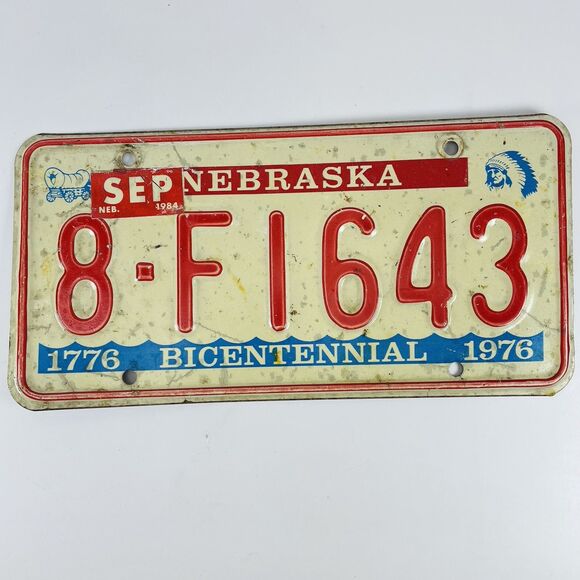 SEP NEBRASKA
NEB. 1984
8-F1643
1776 BICENTENNIAL 1976